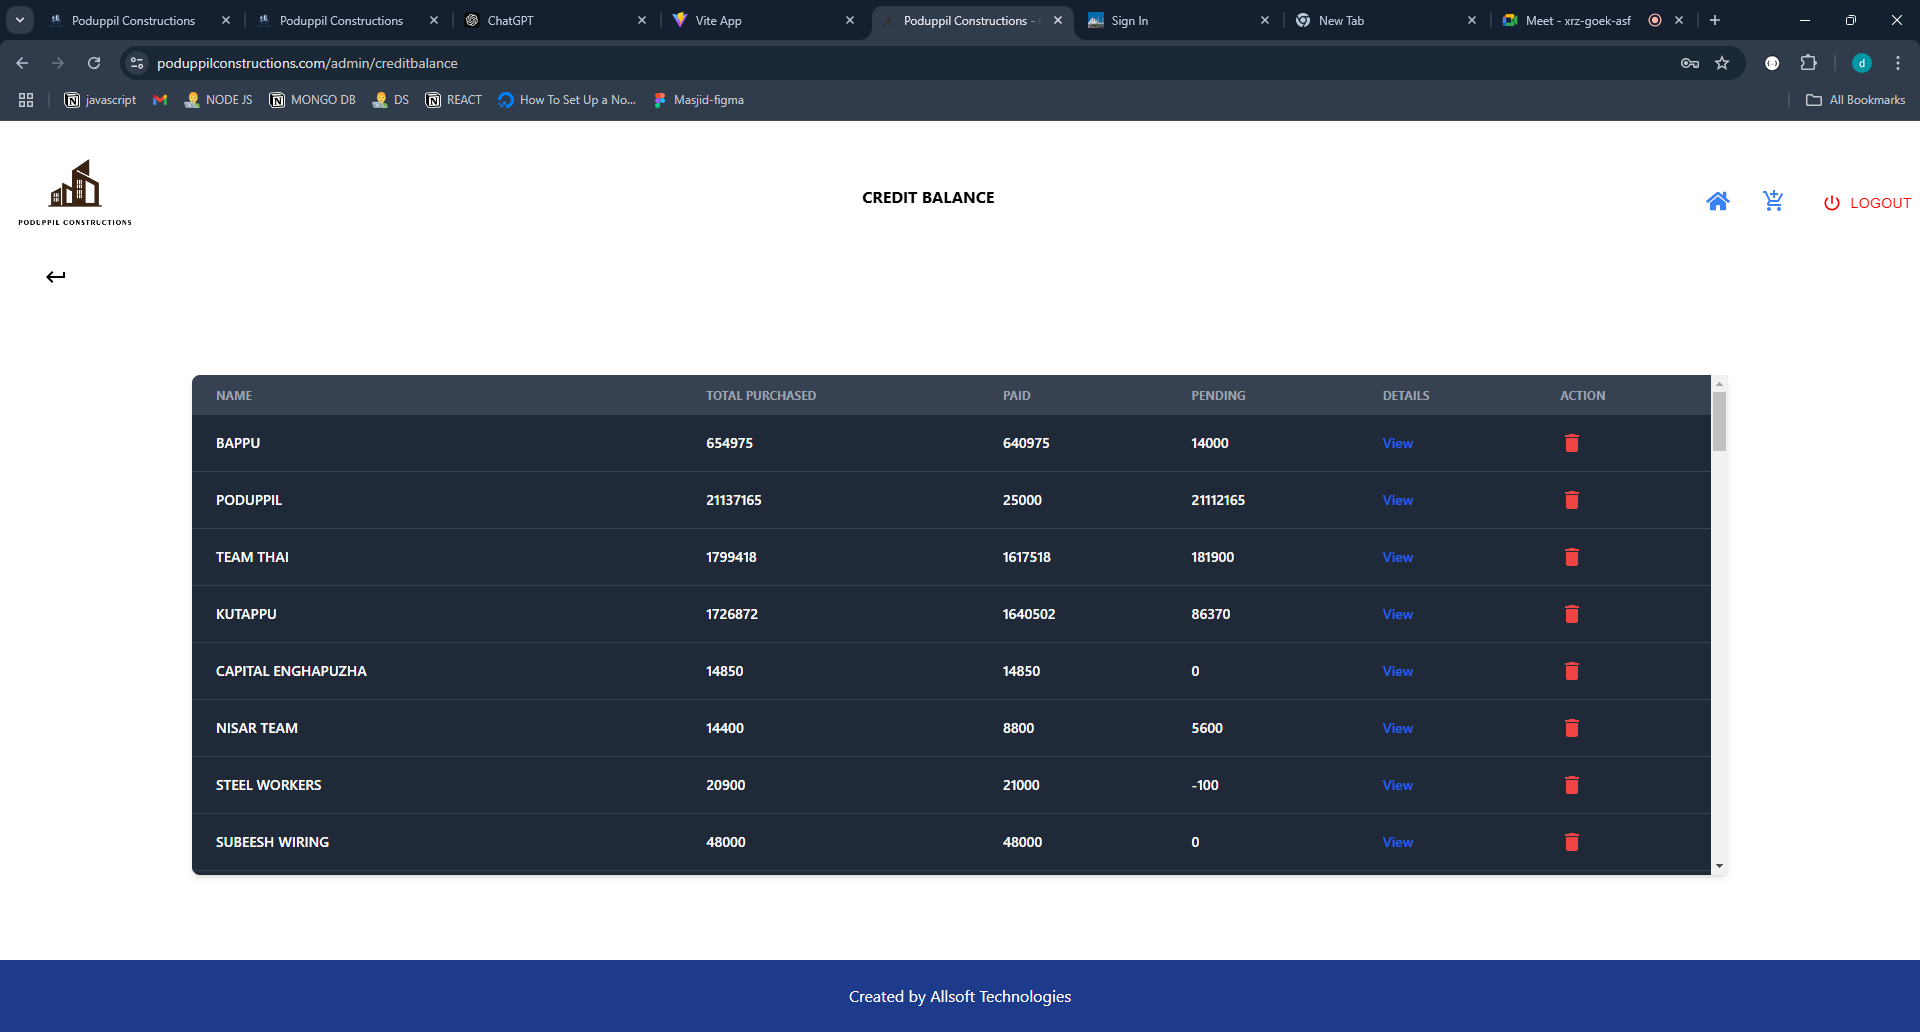 Poduppil Constructions
Poduppil Constructions
ChatGPT
Vite App
Poduppil Constructions -
Sign In
New Tab
Meet - xrz-goek-asf
poduppilconstructions.com/admin/creditbalance
d
javascript
NODE JS
MONGO DB
DS
REACT
How To Set Up a No...
Masjid-figma
All Bookmarks
PODUPPIL CONSTRUCTIONS
CREDIT BALANCE
LOGOUT
NAME TOTAL PURCHASED PAID PENDING DETAILS ACTION
BAPPU 654975 640975 14000 View
PODUPPIL 21137165 25000 21112165 View
TEAM THAI 1799418 1617518 181900 View
KUTAPPU 1726872 1640502 86370 View
CAPITAL ENGHAPUZHA 14850 14850 0 View
NISAR TEAM 14400 8800 5600 View
STEEL WORKERS 20900 21000 -100 View
SUBEESH WIRING 48000 48000 0 View
Created by Allsoft Technologies